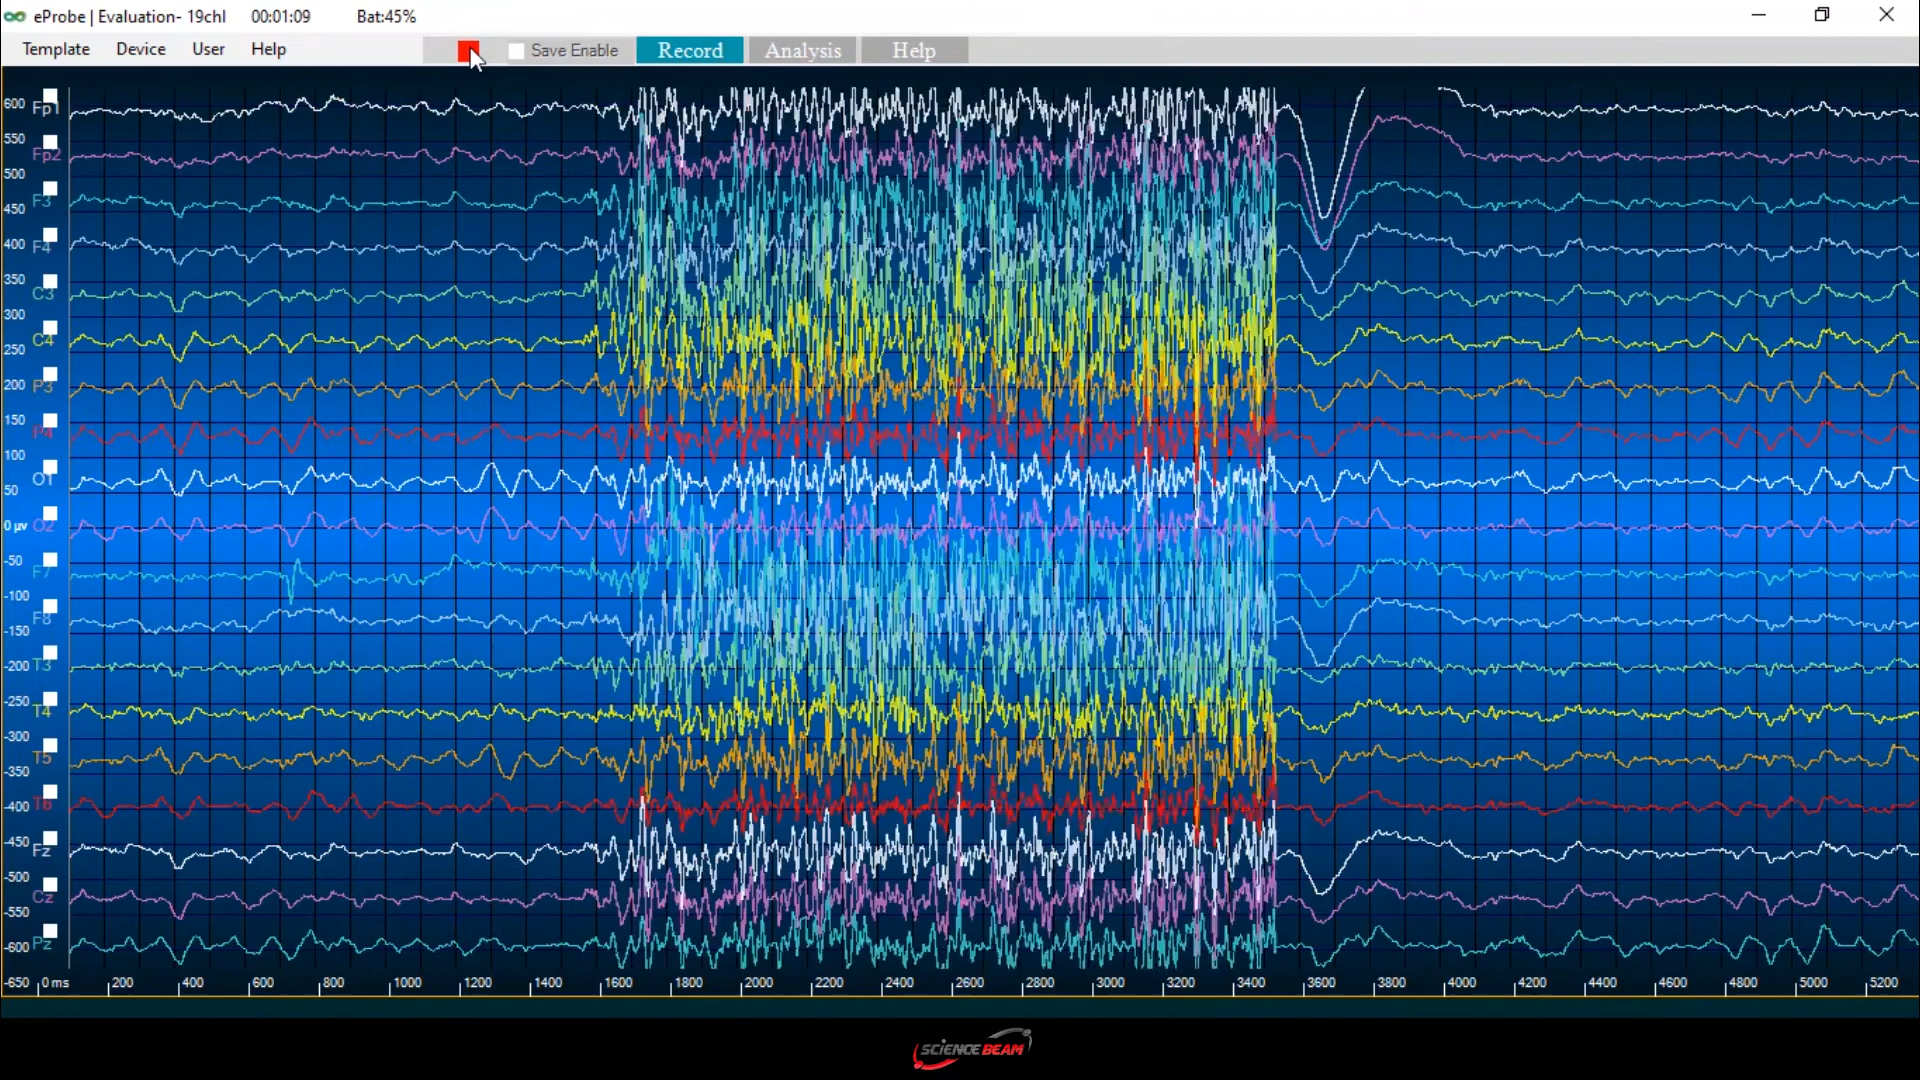 eProbe | Evaluation- 19chl 00:01:09 Bat:45%
Template Device User Help Save Enable Record Analysis Help
600 Fp1
550 Fp2
500
450 F3
400 F4
350 C3
300
250 C4
200 P3
150 P4
100
50 O1
0 µv O2
-50 F7
-100
-150 F8
-200 T3
-250 T4
-300
-350 T5
-400 T6
-450 Fz
-500 Cz
-550
-600 Pz
-650 0 ms 200 400 600 800 1000 1200 1400 1600 1800 2000 2200 2400 2600 2800 3000 3200 3400 3600 3800 4000 4200 4400 4600 4800 5000 5200
SCIENCE BEAM